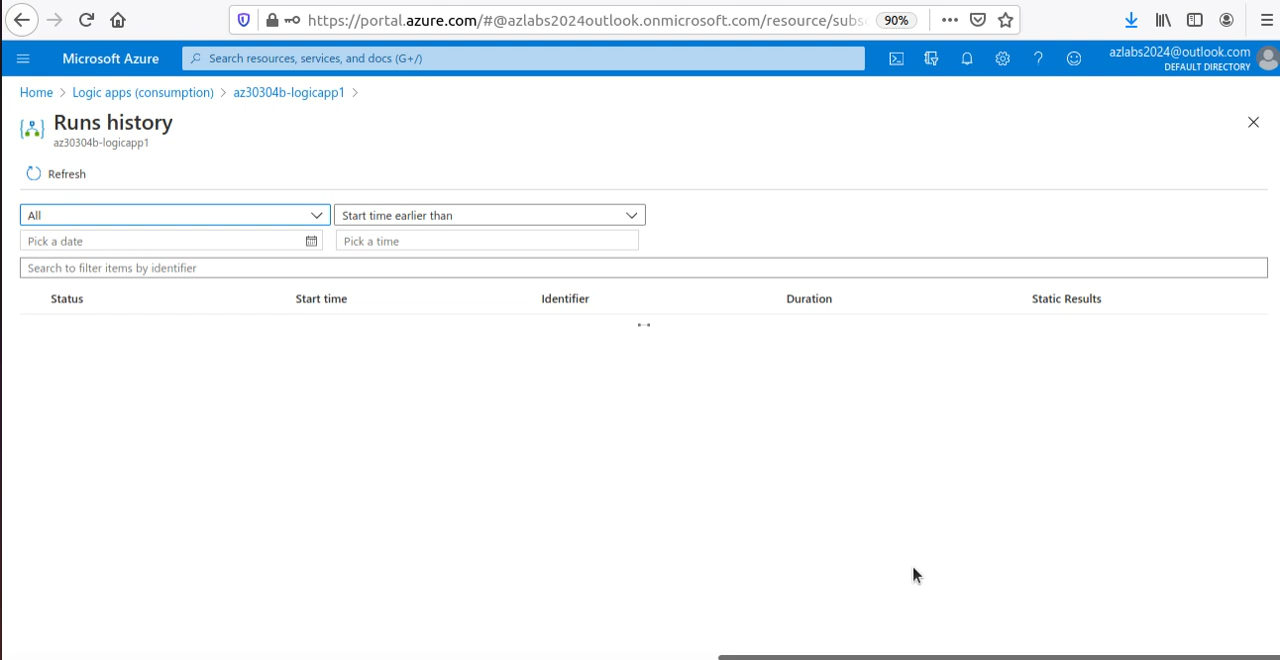 https://portal.azure.com/#@azlabs2024outlook.onmicrosoft.com/resource/subs
90%
Microsoft Azure
Search resources, services, and docs (G+/)
azlabs2024@outlook.com
DEFAULT DIRECTORY
Home > Logic apps (consumption) > az30304b-logicapp1 >
Runs history
az30304b-logicapp1
Refresh
All
Start time earlier than
Pick a date
Pick a time
Search to filter items by identifier
Status Start time Identifier Duration Static Results